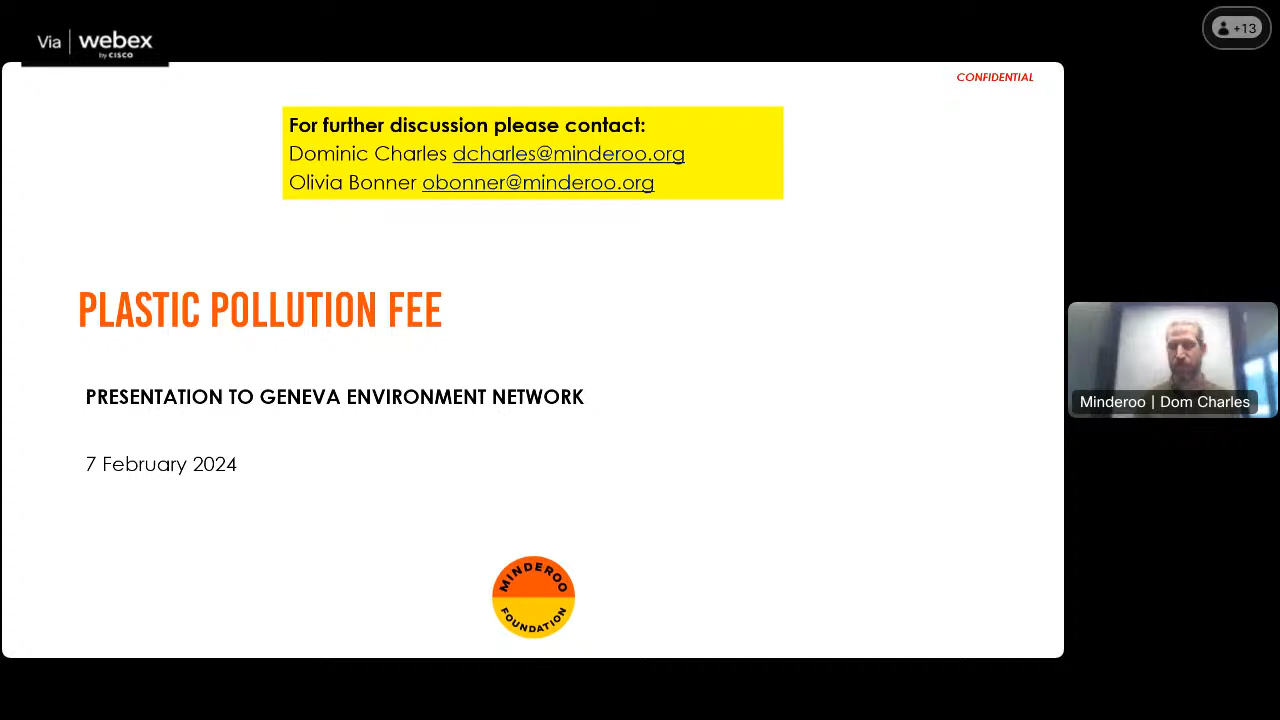 Via webex
by CISCO
+13
CONFIDENTIAL
For further discussion please contact:
Dominic Charles dcharles@minderoo.org
Olivia Bonner obonner@minderoo.org
PLASTIC POLLUTION FEE
PRESENTATION TO GENEVA ENVIRONMENT NETWORK
7 February 2024
Minderoo | Dom Charles
MINDEROO
FOUNDATION